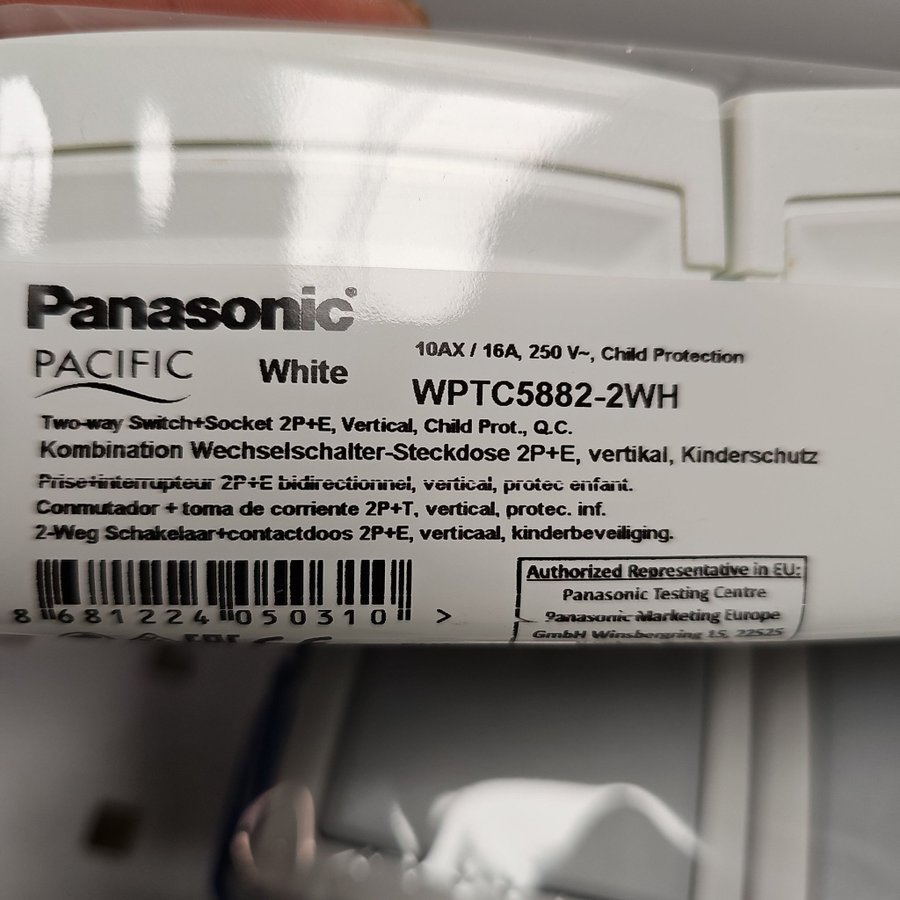 Panasonic
PACIFIC
White
10AX / 16A, 250 V~, Child Protection
WPTC5882-2WH
Two-way Switch+Socket 2P+E, Vertical, Child Prot., Q.C.
Kombination Wechselschalter-Steckdose 2P+E, vertikal, Kinderschutz
Prise+interrupteur 2P+E bidirectionnel, vertical, protec enfant.
Conmutador + toma de corriente 2P+T, vertical, protec. inf.
2-Weg Schakelaar+contactdoos 2P+E, verticaal, kinderbeveiliging.
8 681224 050310 >
Authorized Representative in EU:
Panasonic Testing Centre
Panasonic Marketing Europe
GmbH Winsbergring 15, 22525